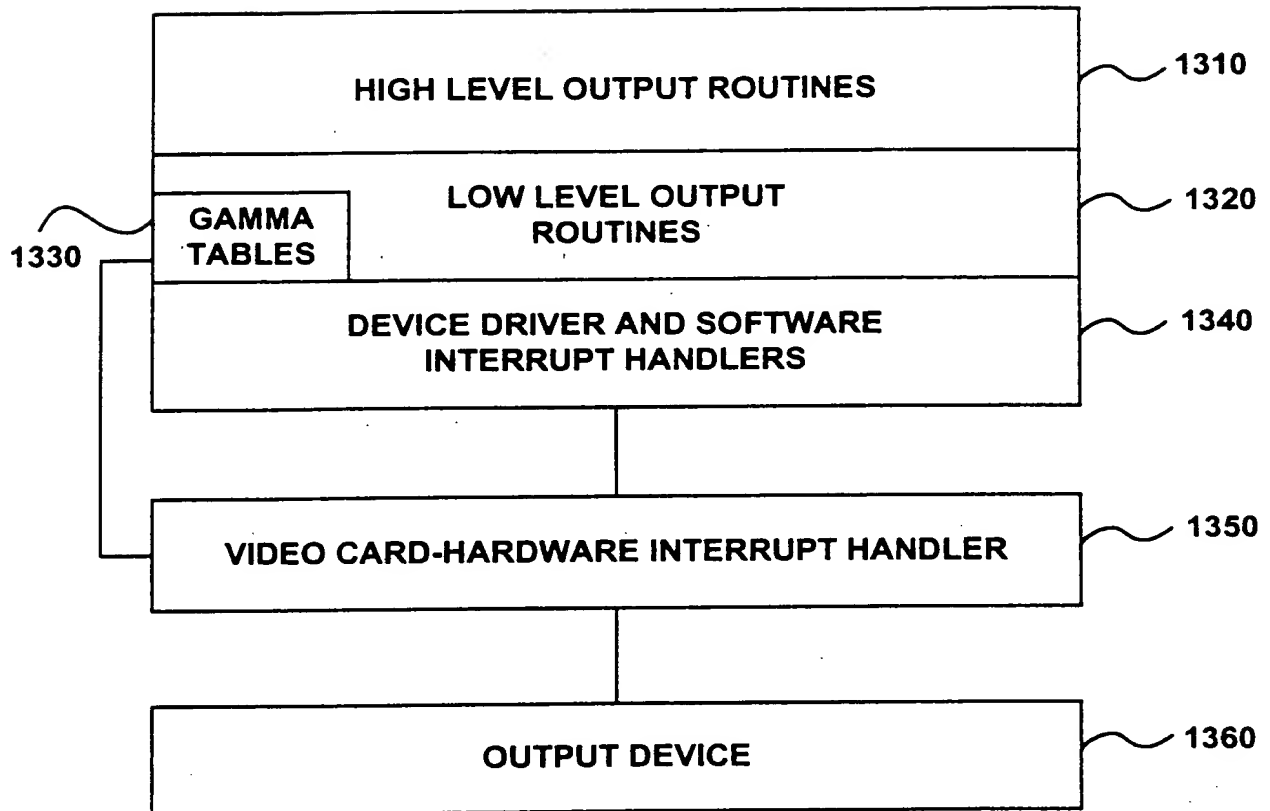 HIGH LEVEL OUTPUT ROUTINES
1310
LOW LEVEL OUTPUT
ROUTINES
1320
GAMMA
TABLES
1330
DEVICE DRIVER AND SOFTWARE
INTERRUPT HANDLERS
1340
VIDEO CARD-HARDWARE INTERRUPT HANDLER
1350
OUTPUT DEVICE
1360